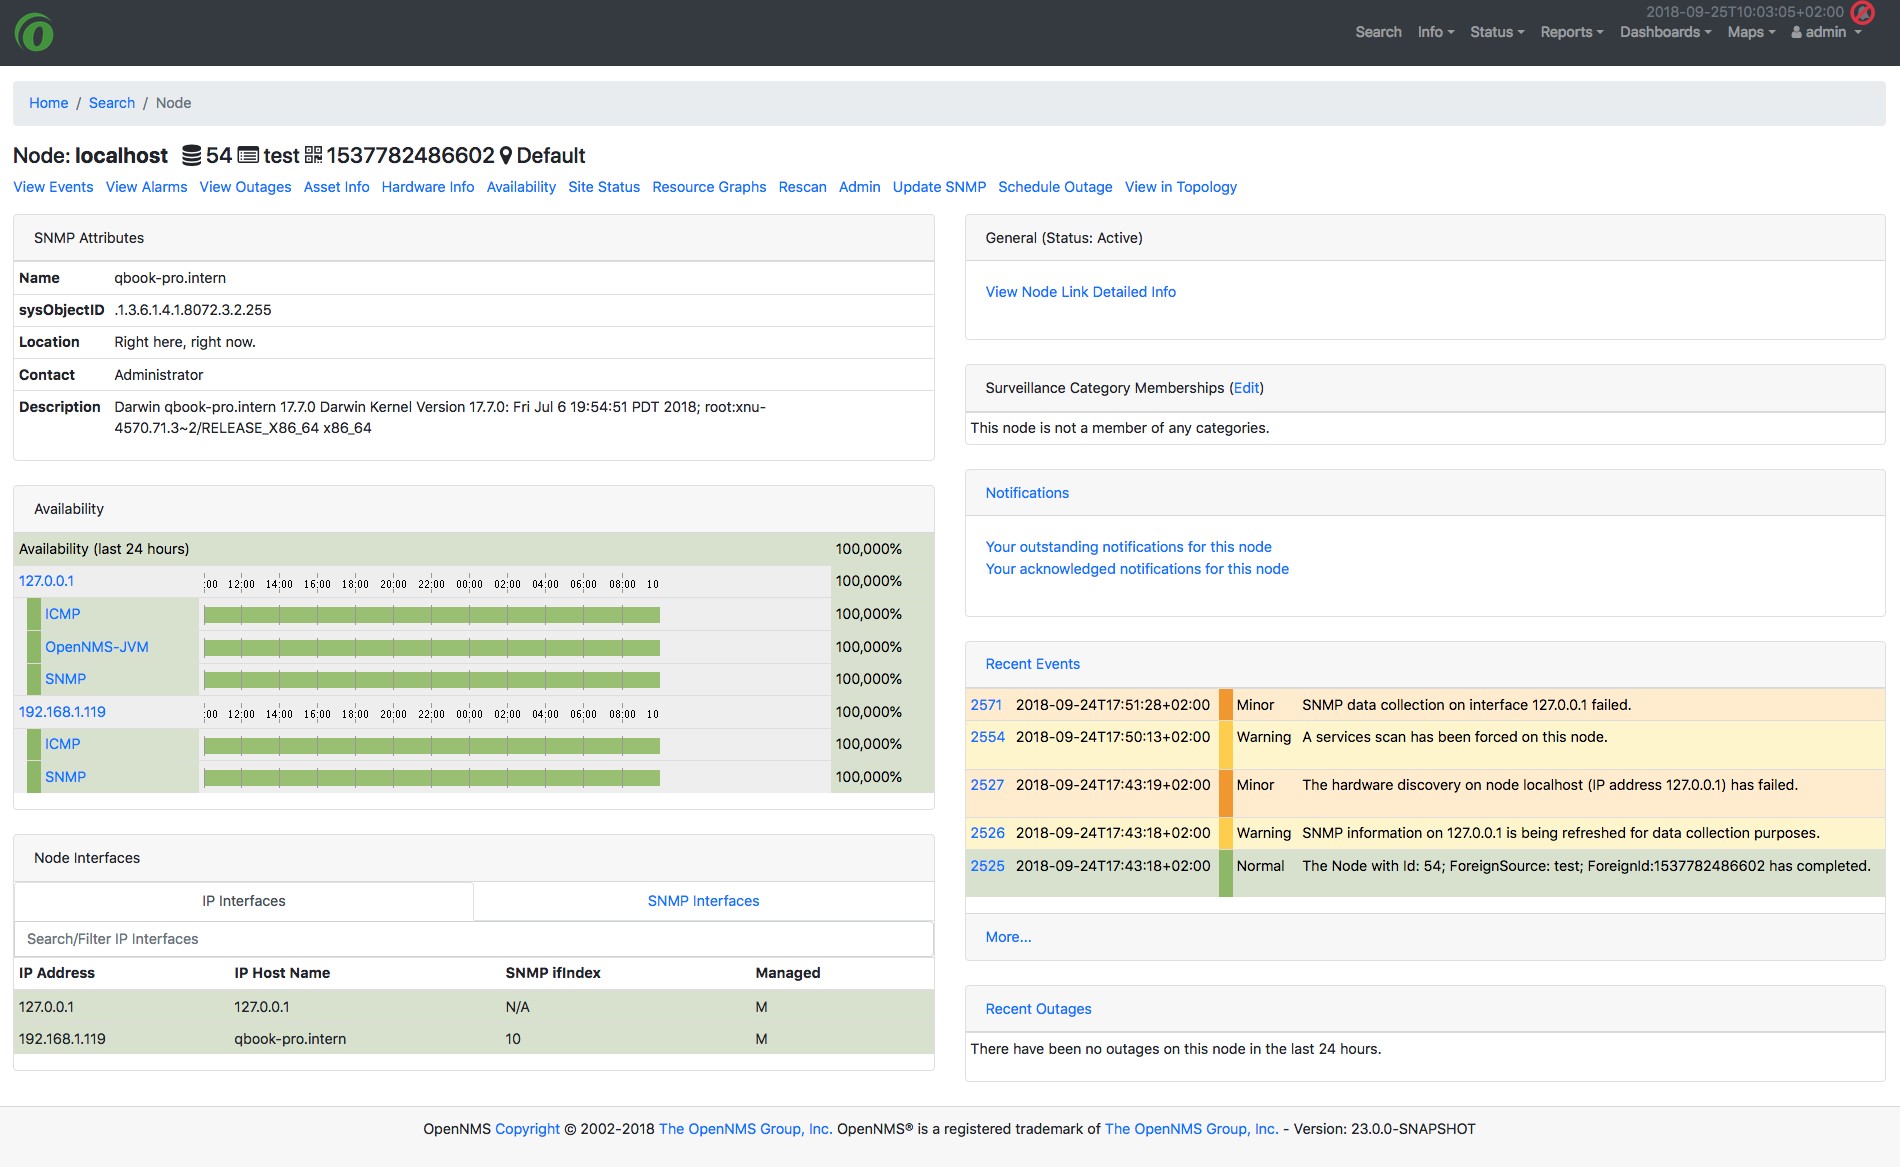 2018-09-25T10:03:05+02:00
Search Info Status Reports Dashboards Maps admin
Home / Search / Node
Node: localhost 54 test 1537782486602 Default
View Events View Alarms View Outages Asset Info Hardware Info Availability Site Status Resource Graphs Rescan Admin Update SNMP Schedule Outage View in Topology
SNMP Attributes
Name qbook-pro.intern
sysObjectID .1.3.6.1.4.1.8072.3.2.255
Location Right here, right now.
Contact Administrator
Description Darwin qbook-pro.intern 17.7.0 Darwin Kernel Version 17.7.0: Fri Jul 6 19:54:51 PDT 2018; root:xnu-
4570.71.3~2/RELEASE_X86_64 x86_64
Availability
Availability (last 24 hours) 100,000%
127.0.0.1 :00 12:00 14:00 16:00 18:00 20:00 22:00 00:00 02:00 04:00 06:00 08:00 10 100,000%
ICMP 100,000%
OpenNMS-JVM 100,000%
SNMP 100,000%
192.168.1.119 :00 12:00 14:00 16:00 18:00 20:00 22:00 00:00 02:00 04:00 06:00 08:00 10 100,000%
ICMP 100,000%
SNMP 100,000%
Node Interfaces
IP Interfaces SNMP Interfaces
Search/Filter IP Interfaces
IP Address IP Host Name SNMP ifIndex Managed
127.0.0.1 127.0.0.1 N/A M
192.168.1.119 qbook-pro.intern 10 M
General (Status: Active)
View Node Link Detailed Info
Surveillance Category Memberships (Edit)
This node is not a member of any categories.
Notifications
Your outstanding notifications for this node
Your acknowledged notifications for this node
Recent Events
2571 2018-09-24T17:51:28+02:00 Minor SNMP data collection on interface 127.0.0.1 failed.
2554 2018-09-24T17:50:13+02:00 Warning A services scan has been forced on this node.
2527 2018-09-24T17:43:19+02:00 Minor The hardware discovery on node localhost (IP address 127.0.0.1) has failed.
2526 2018-09-24T17:43:18+02:00 Warning SNMP information on 127.0.0.1 is being refreshed for data collection purposes.
2525 2018-09-24T17:43:18+02:00 Normal The Node with Id: 54; ForeignSource: test; ForeignId:1537782486602 has completed.
More...
Recent Outages
There have been no outages on this node in the last 24 hours.
OpenNMS Copyright © 2002-2018 The OpenNMS Group, Inc. OpenNMS® is a registered trademark of The OpenNMS Group, Inc. - Version: 23.0.0-SNAPSHOT